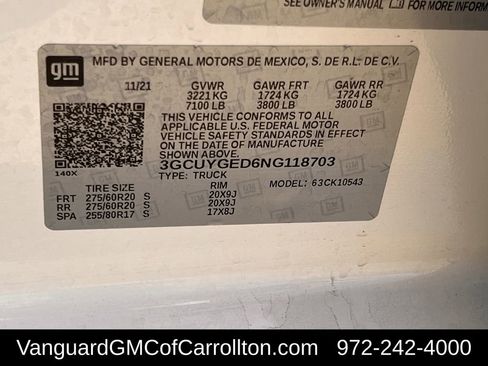 SEE OWNER'S MANUAL FOR MORE INFORMATION
gm
MFD BY GENERAL MOTORS DE MEXICO, S. DE R.L. DE C.V.
11/21 GVWR GAWR FRT GAWR RR
3221 KG 1724 KG 1724 KG
7100 LB 3800 LB 3800 LB
THIS VEHICLE CONFORMS TO ALL
APPLICABLE U.S. FEDERAL MOTOR
VEHICLE SAFETY STANDARDS IN EFFECT
ON THE DATE OF MANUFACTURE
SHOWN ABOVE.
140X 3GCUYGED6NG118703
TYPE: TRUCK MODEL: 63CK10543
TIRE SIZE RIM
FRT 275/60R20 S 20X9J
RR 275/60R20 S 20X9J
SPA 255/80R17 S 17X8J
VanguardGMCofCarrollton.com 972-242-4000